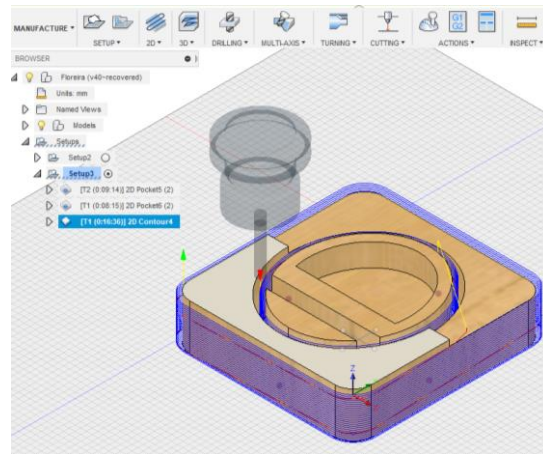 MANUFACTURE
SETUP 2D 3D DRILLING MULTI-AXIS TURNING CUTTING ACTIONS INSPECT
G1
G2
BROWSER
Floreira (v40-recovered)
Units: mm
Named Views
Models
Setups
Setup2
Setup3
[T2 (0:09:14)] 2D Pocket5 (2)
[T1 (0:08:15)] 2D Pocket6 (2)
[T1 (0:16:36)] 2D Contour4
Z